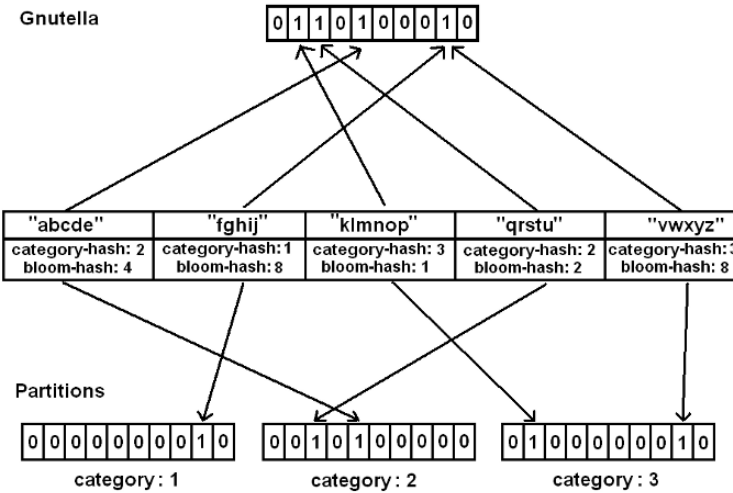 Gnutella
0 1 1 0 1 0 0 0 1 0
"abcde" "fghij" "klmnop" "qrstu" "vwxyz"
category-hash: 2 category-hash: 1 category-hash: 3 category-hash: 2 category-hash: 3
bloom-hash: 4 bloom-hash: 8 bloom-hash: 1 bloom-hash: 2 bloom-hash: 8
Partitions
0 0 0 0 0 0 0 0 1 0 0 0 1 0 1 0 0 0 0 0 0 1 0 0 0 0 0 0 1 0
category : 1 category : 2 category : 3